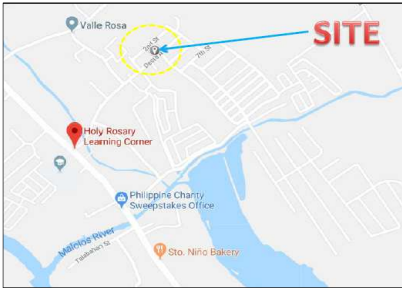 Valle Rosa
SITE
2nd St
7th St
Holy Rosary
Learning Corner
Philippine Charity
Sweepstakes Office
Malolos River
Sto. Niño Bakery